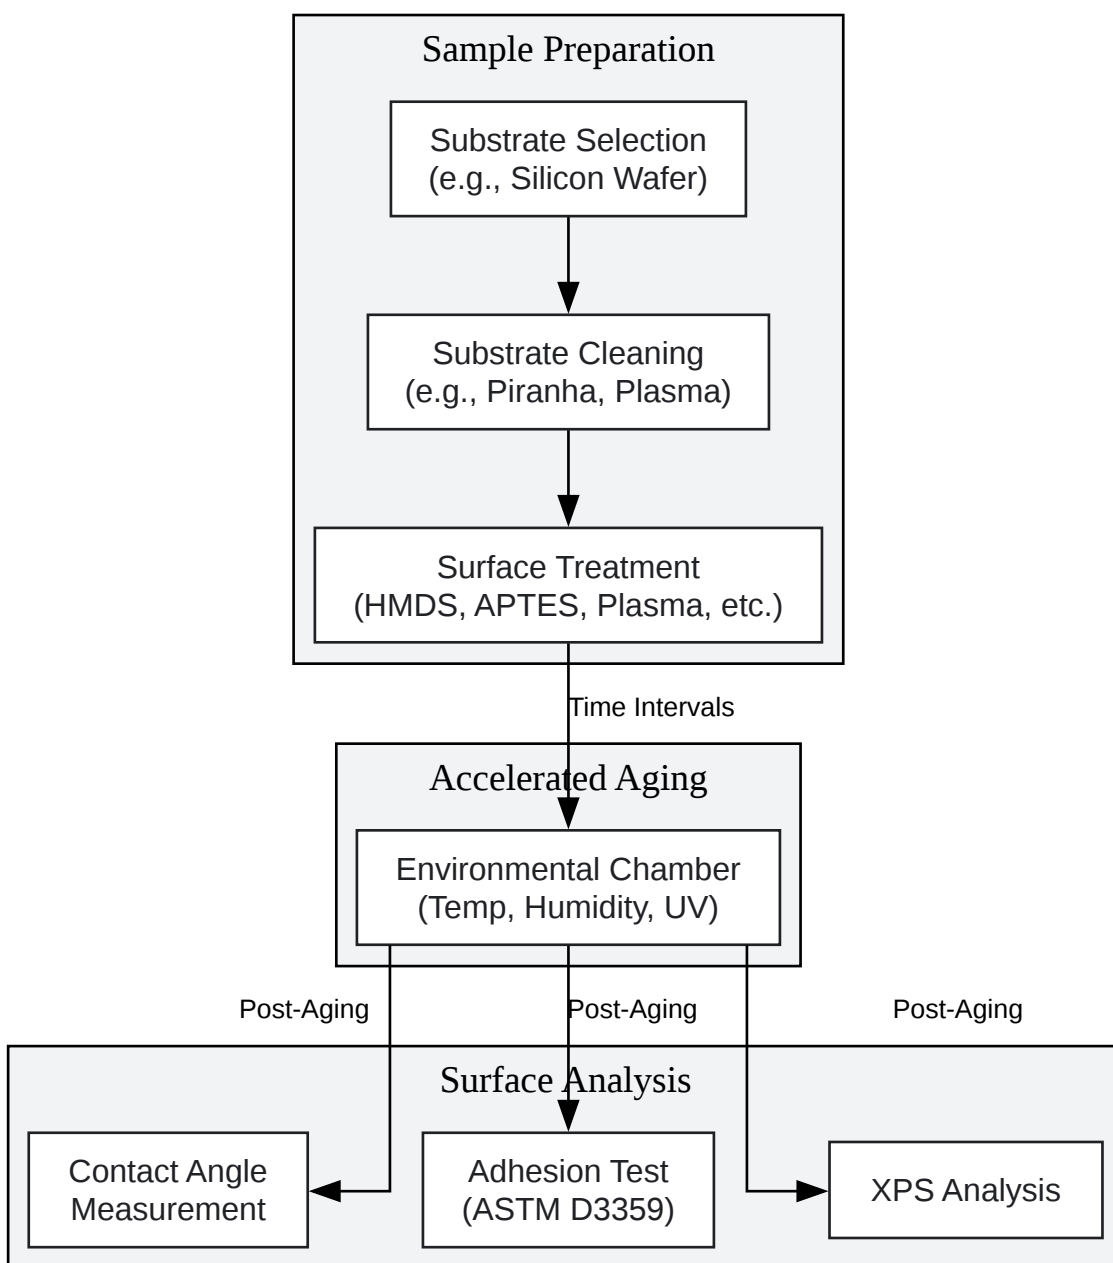 Sample Preparation
Substrate Selection
(e.g., Silicon Wafer)
Substrate Cleaning
(e.g., Piranha, Plasma)
Surface Treatment
(HMDS, APTES, Plasma, etc.)
Time Intervals
Accelerated Aging
Environmental Chamber
(Temp, Humidity, UV)
Post-Aging
Post-Aging
Post-Aging
Surface Analysis
Contact Angle
Measurement
Adhesion Test
(ASTM D3359)
XPS Analysis